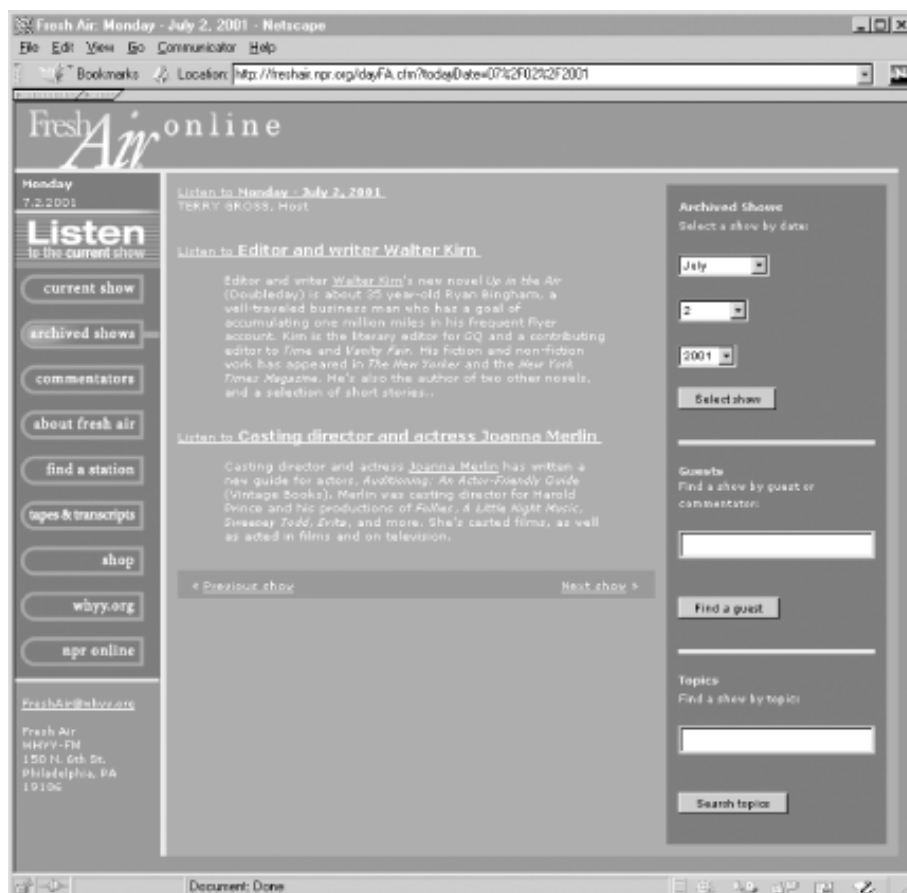 Fresh Air: Monday - July 2, 2001 - Netscape
File Edit View Go Communicator Help
Bookmarks Location: http://freshair.npr.org/dayFA.cfm?todayDate=07%2F02%2F2001
Fresh Air online
Monday
7.2.2001
Listen
to the current show
current show
archived shows
commentators
about fresh air
find a station
tapes & transcripts
shop
whyy.org
npr online
FreshAir@whyy.org
Fresh Air
WHYY-FM
150 N. 6th St.
Philadelphia, PA
19106
Listen to Monday - July 2, 2001
TERRY GROSS, Host
Listen to Editor and writer Walter Kirn
Editor and writer Walter Kirn's new novel Up in the Air
(Doubleday) is about 35 year-old Ryan Bingham, a
well-traveled business man who has a goal of
accumulating one million miles in his frequent flyer
account. Kirn is the literary editor for GQ and a contributing
editor to Time and Vanity Fair. His fiction and non-fiction
work has appeared in The New Yorker and the New York
Times Magazine. He's also the author of two other novels,
and a selection of short stories..
Listen to Casting director and actress Joanna Merlin
Casting director and actress Joanna Merlin has written a
new guide for actors, Auditioning: An Actor-Friendly Guide
(Vintage Books). Merlin was casting director for Harold
Prince and his productions of Follies, A Little Night Music,
Sweeney Todd, Evita, and more. She's casted films, as well
as acted in films and on television.
« Previous show Next show »
Archived Shows
Select a show by date:
July
2
2001
Select show
Guests
Find a show by guest or
commentator:
Find a guest
Topics
Find a show by topic:
Search topics
Document: Done